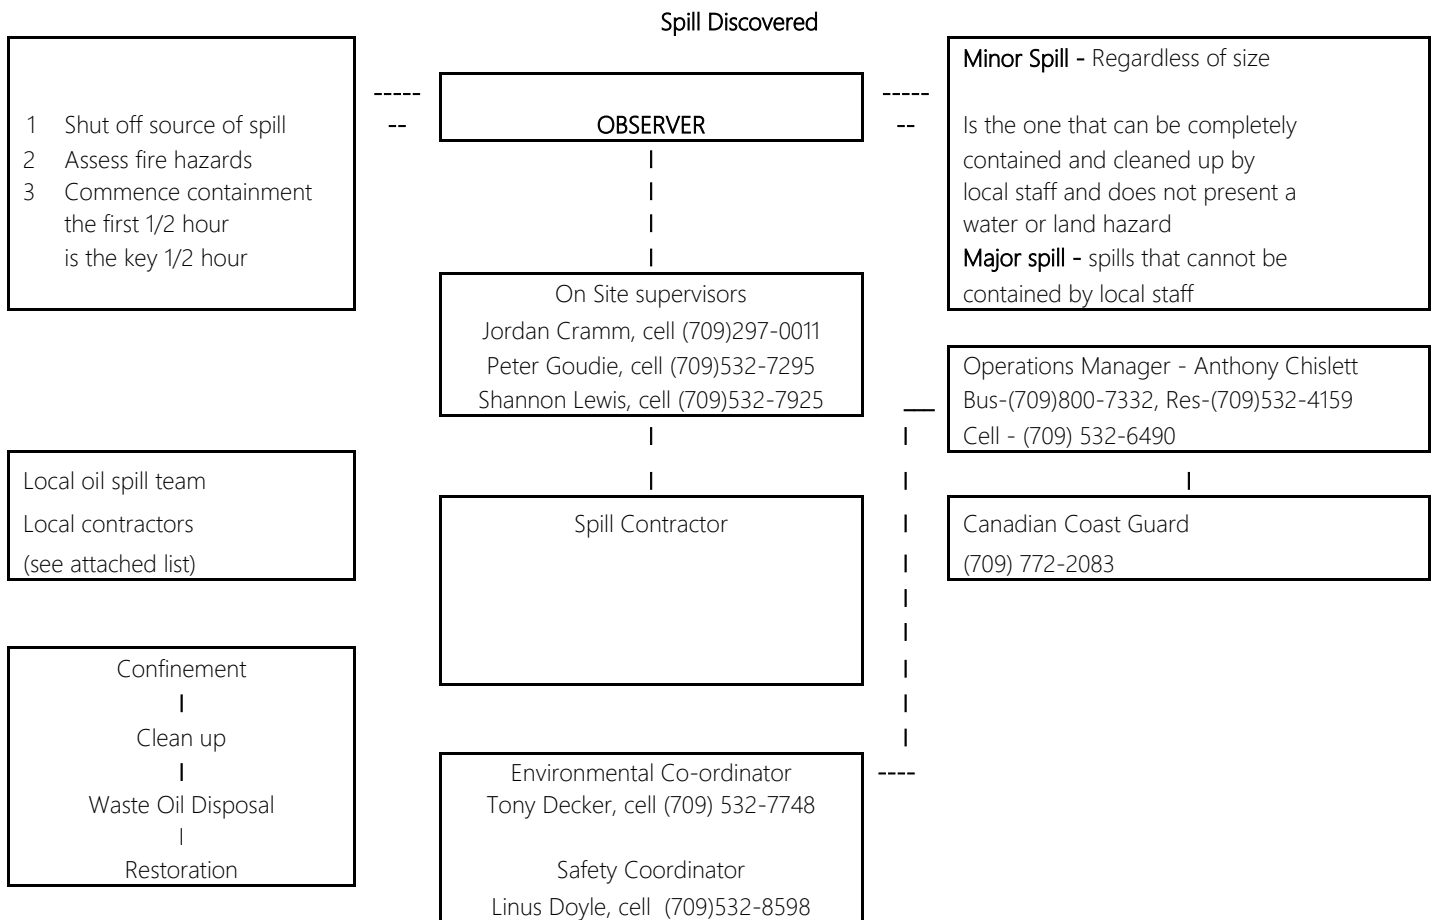 Spill Discovered
1 Shut off source of spill
2 Assess fire hazards
3 Commence containment
the first 1/2 hour
is the key 1/2 hour
OBSERVER
Minor Spill - Regardless of size
Is the one that can be completely
contained and cleaned up by
local staff and does not present a
water or land hazard
Major spill - spills that cannot be
contained by local staff
On Site supervisors
Jordan Cramm, cell (709)297-0011
Peter Goudie, cell (709)532-7295
Shannon Lewis, cell (709)532-7925
Operations Manager - Anthony Chislett
Bus-(709)800-7332, Res-(709)532-4159
Cell - (709) 532-6490
Local oil spill team
Local contractors
(see attached list)
Spill Contractor
Canadian Coast Guard
(709) 772-2083
Confinement
Clean up
Waste Oil Disposal
Restoration
Environmental Co-ordinator
Tony Decker, cell (709) 532-7748
Safety Coordinator
Linus Doyle, cell (709)532-8598